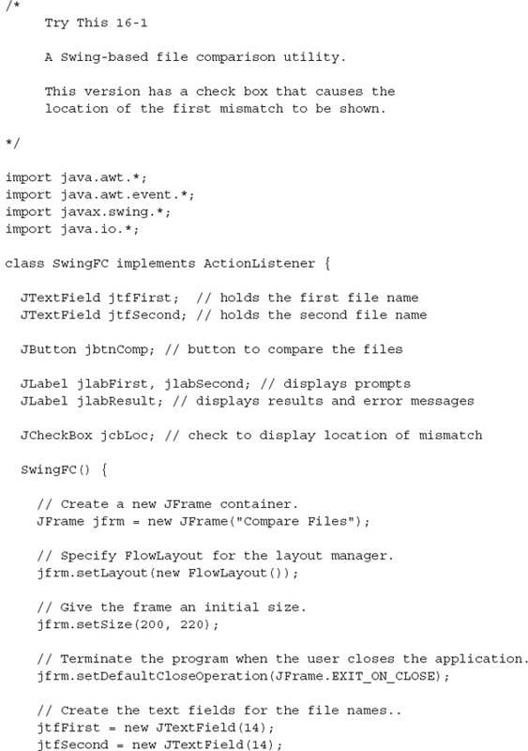 /*
Try This 16-1
A Swing-based file comparison utility.
This version has a check box that causes the
location of the first mismatch to be shown.
*/
import java.awt.*;
import java.awt.event.*;
import javax.swing.*;
import java.io.*;
class SwingFC implements ActionListener {
JTextField jtfFirst;  // holds the first file name
JTextField jtfSecond; // holds the second file name
JButton jbtnComp; // button to compare the files
JLabel jlabFirst, jlabSecond; // displays prompts
JLabel jlabResult; // displays results and error messages
JCheckBox jcbLoc; // check to display location of mismatch
SwingFC() {
// Create a new JFrame container.
JFrame jfrm = new JFrame("Compare Files");
// Specify FlowLayout for the layout manager.
jfrm.setLayout(new FlowLayout());
// Give the frame an initial size.
jfrm.setSize(200, 220);
// Terminate the program when the user closes the application.
jfrm.setDefaultCloseOperation(JFrame.EXIT_ON_CLOSE);
// Create the text fields for the file names..
jtfFirst = new JTextField(14);
jtfSecond = new JTextField(14);